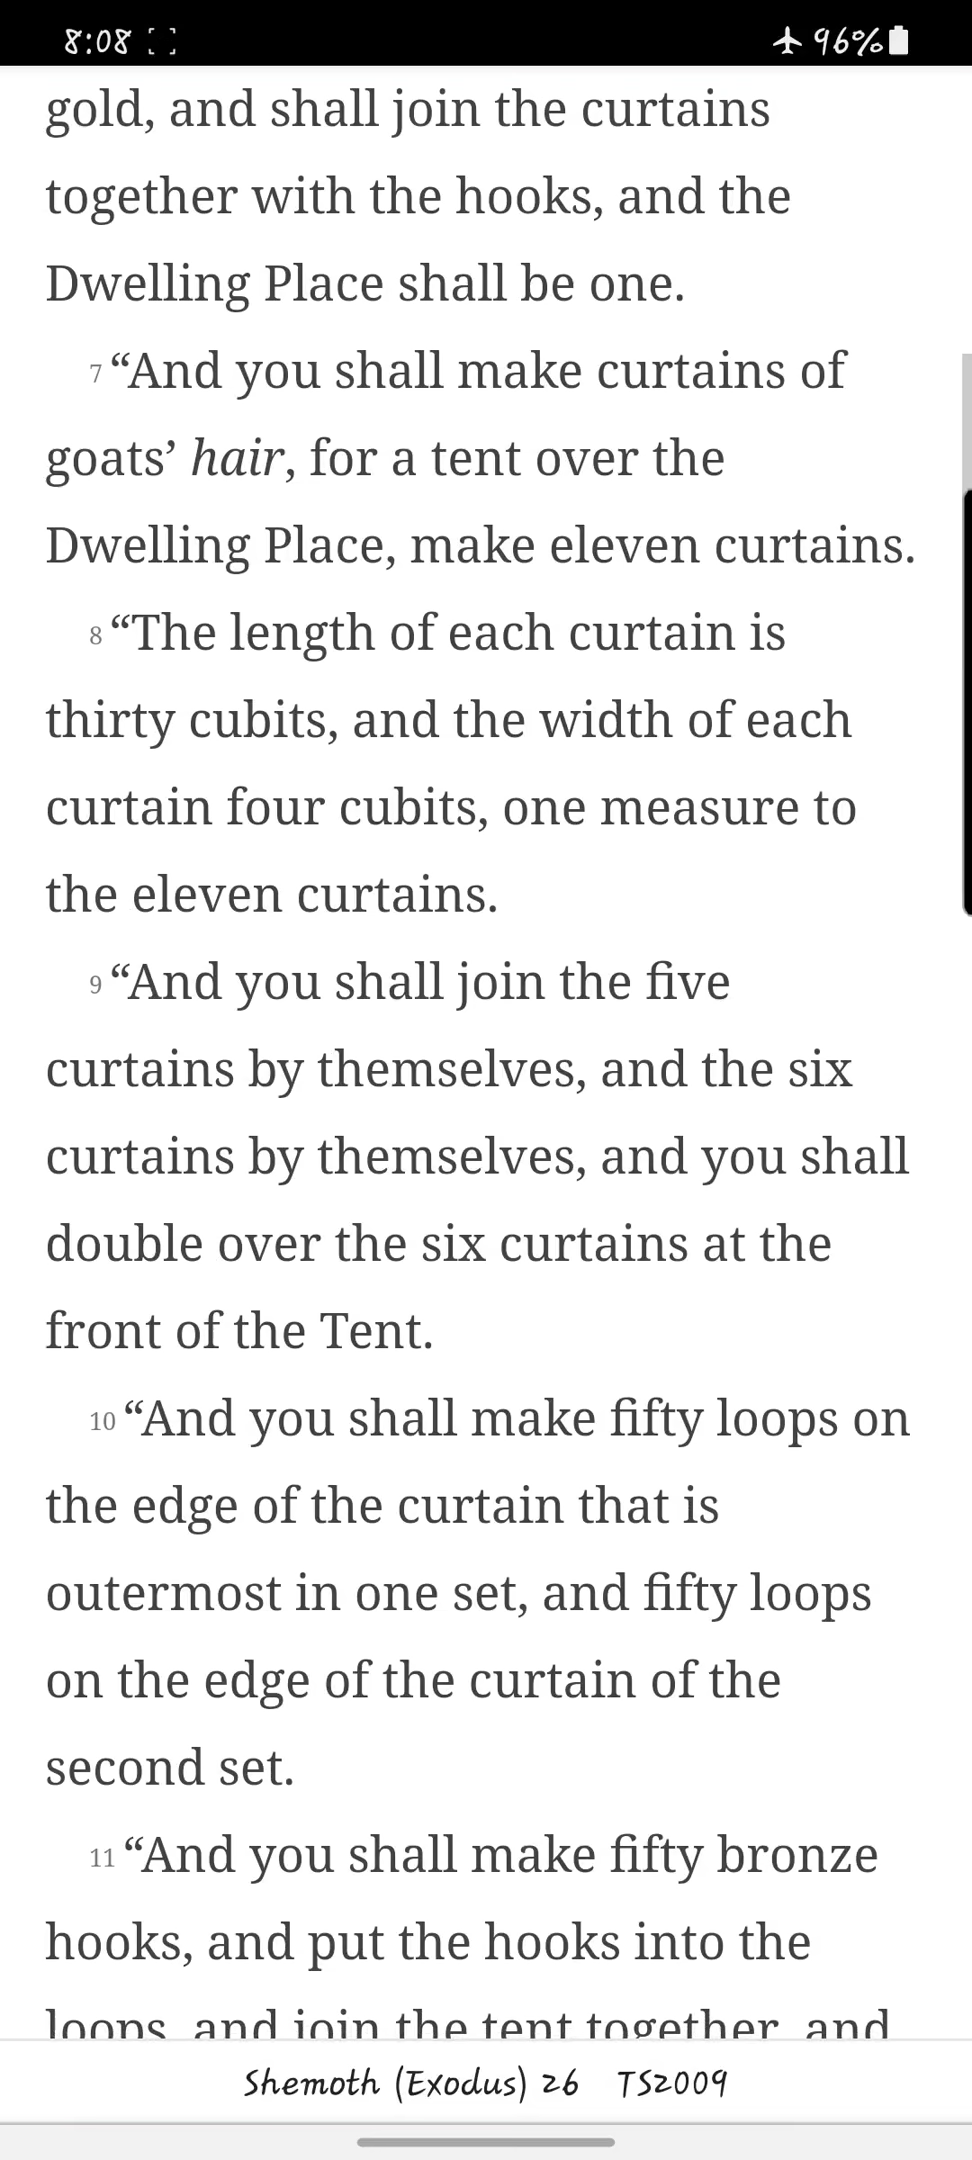 8:08 96%
gold, and shall join the curtains
together with the hooks, and the
Dwelling Place shall be one.
7 “And you shall make curtains of
goats’ hair, for a tent over the
Dwelling Place, make eleven curtains.
8 “The length of each curtain is
thirty cubits, and the width of each
curtain four cubits, one measure to
the eleven curtains.
9 “And you shall join the five
curtains by themselves, and the six
curtains by themselves, and you shall
double over the six curtains at the
front of the Tent.
10 “And you shall make fifty loops on
the edge of the curtain that is
outermost in one set, and fifty loops
on the edge of the curtain of the
second set.
11 “And you shall make fifty bronze
hooks, and put the hooks into the
loops, and join the tent together, and
Shemoth (Exodus) 26 TS2009